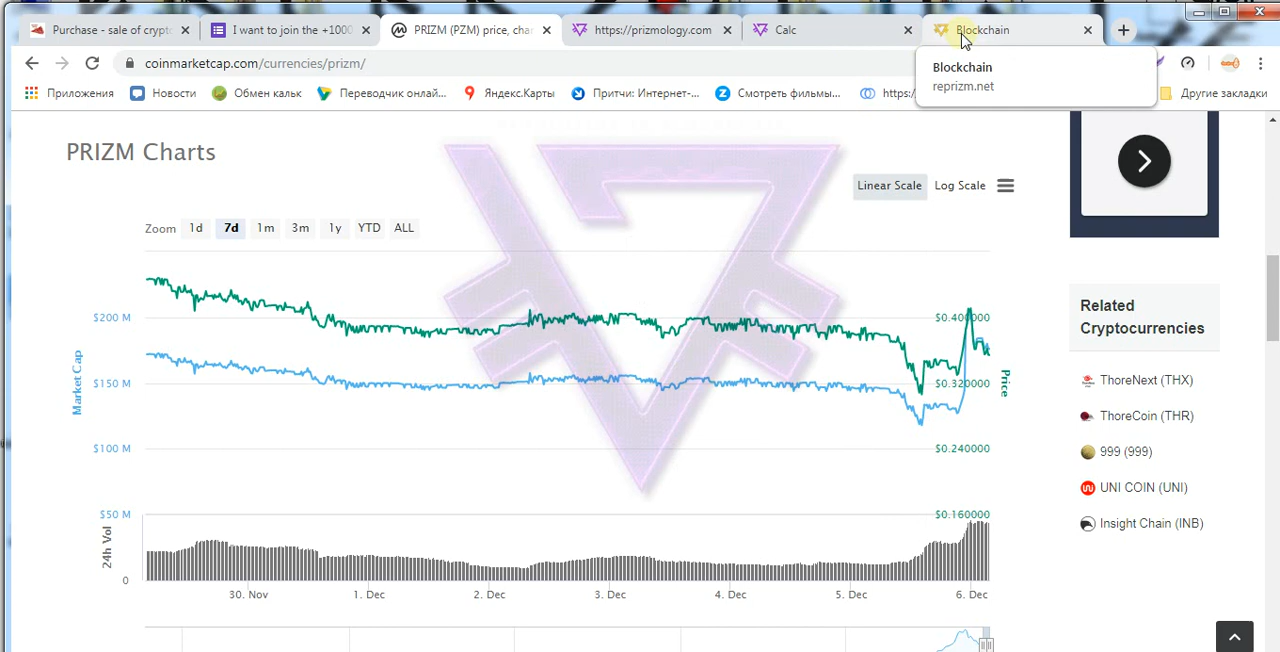 Purchase - sale of crypto
I want to join the +1000
PRIZM (PZM) price, cha
https://prizmology.com
Calc
Blockchain
coinmarketcap.com/currencies/prizm/
Blockchain
reprizm.net
Приложения
Новости
Обмен кальк
Переводчик онлай...
Яндекс.Карты
Притчи: Интернет-...
Смотреть фильмы...
https:/
Другие закладки
PRIZM Charts
Linear Scale
Log Scale
Zoom 1d 7d 1m 3m 1y YTD ALL
$200 M
$150 M
$100 M
$50 M
0
Market Cap
24h Vol
$0.400000
$0.320000
$0.240000
$0.160000
Price
30. Nov
1. Dec
2. Dec
3. Dec
4. Dec
5. Dec
6. Dec
Related
Cryptocurrencies
ThoreNext (THX)
ThoreCoin (THR)
999 (999)
UNI COIN (UNI)
Insight Chain (INB)